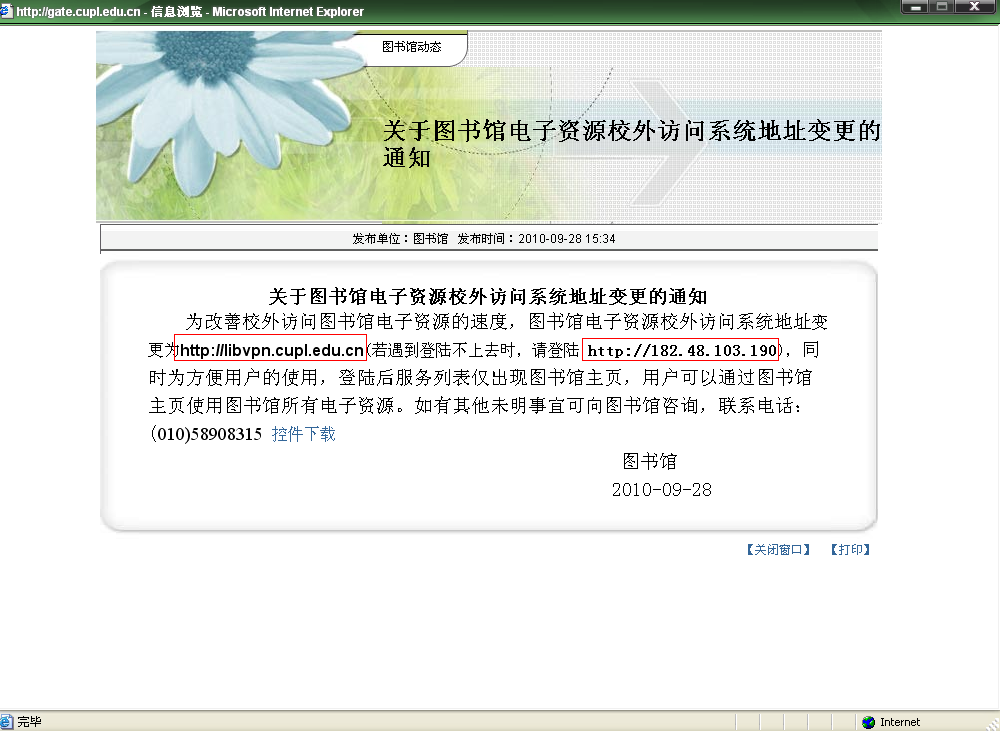 http://gate.cupl.edu.cn - 信息浏览 - Microsoft Internet Explorer
图书馆动态
关于图书馆电子资源校外访问系统地址变更的
通知
发布单位：图书馆 发布时间：2010-09-28 15:34
关于图书馆电子资源校外访问系统地址变更的通知
为改善校外访问图书馆电子资源的速度，图书馆电子资源校外访问系统地址变
更为http://libvpn.cupl.edu.cn(若遇到登陆不上去时，请登陆 http://182.48.103.190)，同
时为方便用户的使用，登陆后服务列表仅出现图书馆主页，用户可以通过图书馆
主页使用图书馆所有电子资源。如有其他未明事宜可向图书馆咨询，联系电话：
(010)58908315 控件下载
图书馆
2010-09-28
【关闭窗口】 【打印】
完毕 Internet